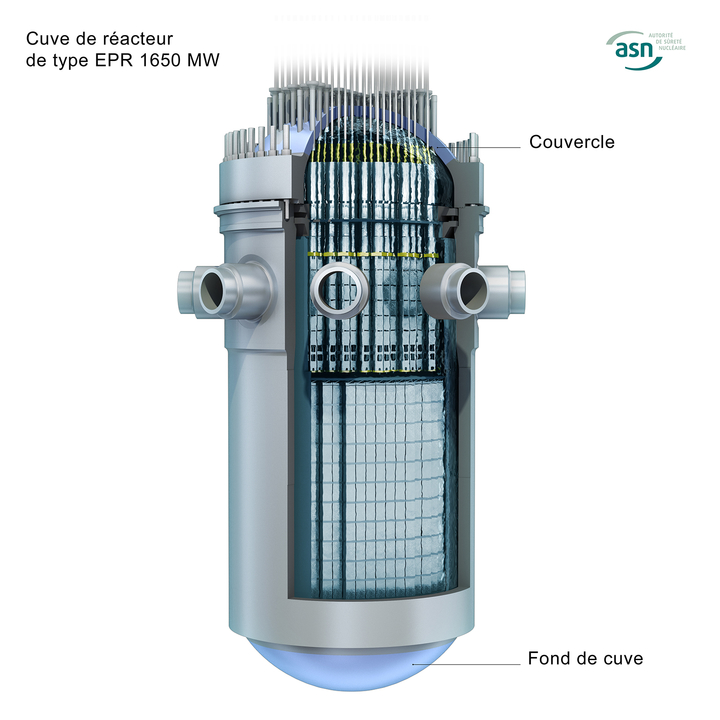 Cuve de réacteur
de type EPR 1650 MW
asn
AUTORITÉ
DE SÛRETÉ
NUCLÉAIRE
Couvercle
Fond de cuve